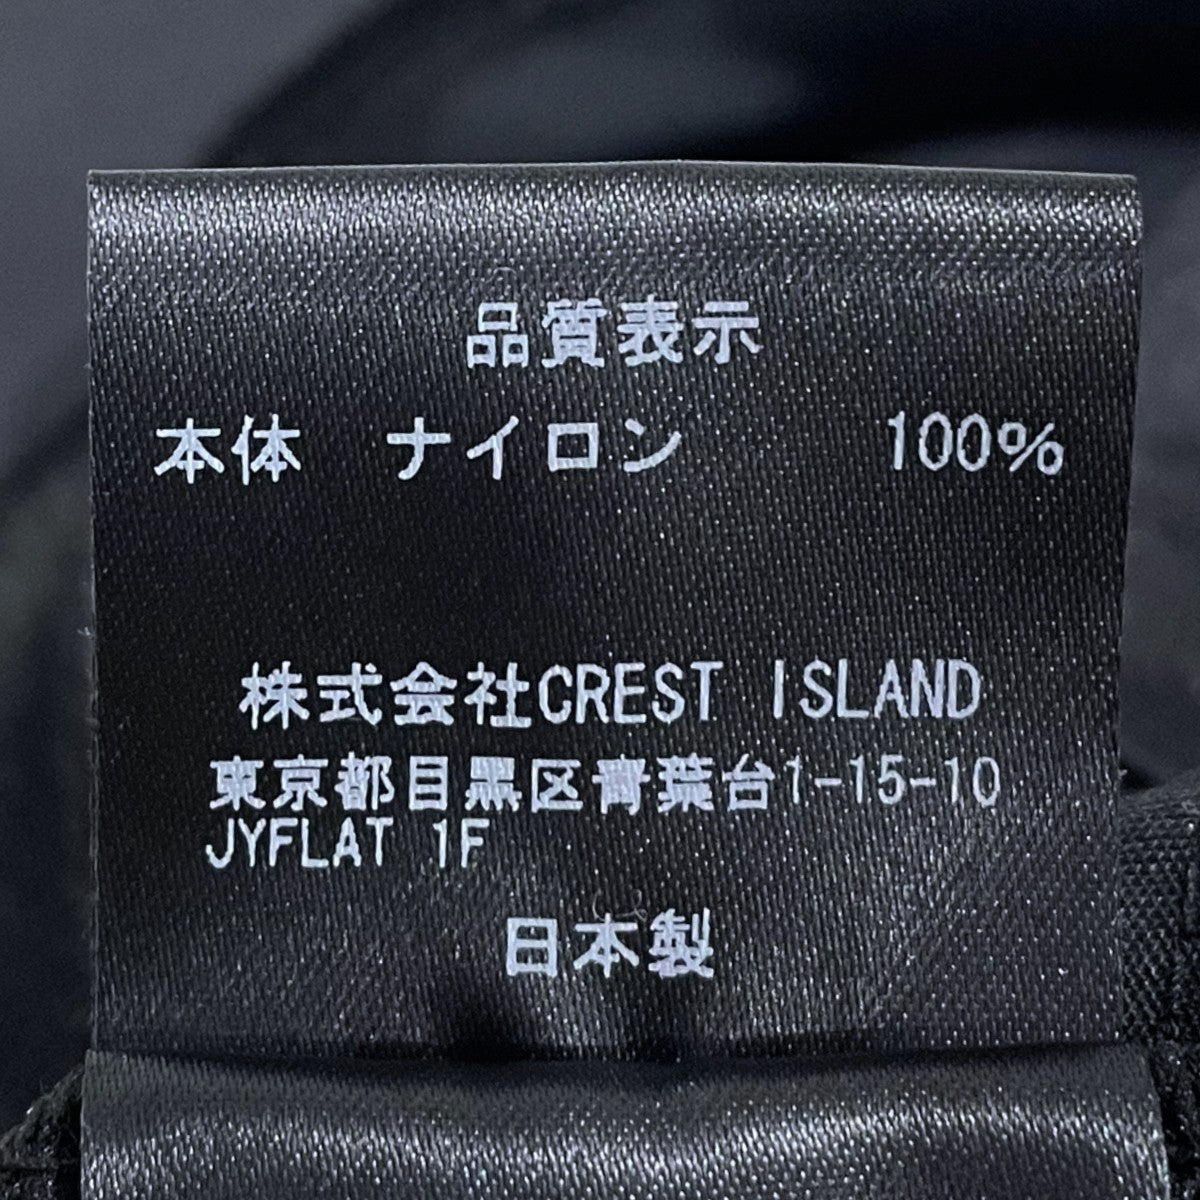 品質表示
本体 ナイロン 100%
株式会社CREST ISLAND
東京都目黒区青葉台1-15-10
JYFLAT 1F
日本製